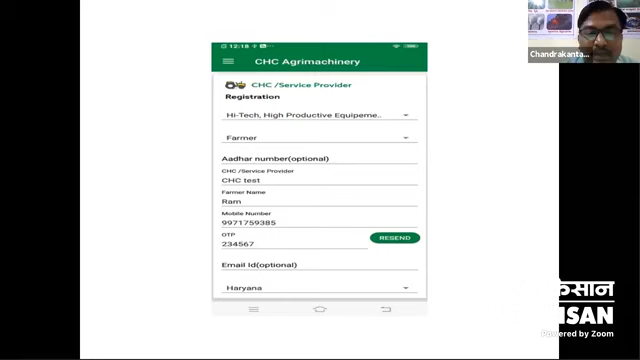 12:18
CHC Agrimachinery
CHC /Service Provider
Registration
Hi-Tech, High Productive Equipeme..
Farmer
Aadhar number(optional)
CHC /Service Provider
CHC test
Farmer Name
Ram
Mobile Number
9971759385
OTP
234567
RESEND
Email Id(optional)
Haryana
Chandrakanta...
किसान
Powered by Zoom